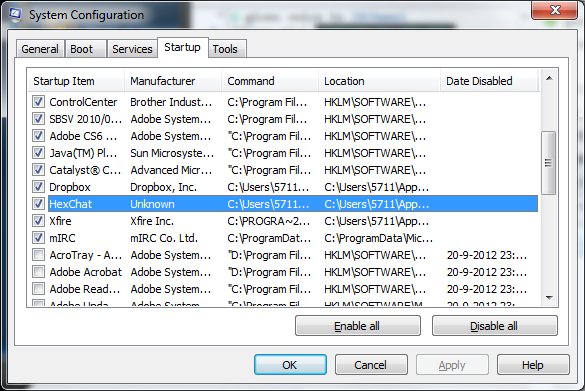 System Configuration
General Boot Services Startup Tools
Startup Item Manufacturer Command Location Date Disabled
ControlCenter Brother Indust... C:\Program Fil... HKLM\SOFTWARE\...
SBSV 2010/0... Adobe System... C:\Program Fil... HKLM\SOFTWARE\...
Adobe CS6 ... Adobe System... "C:\Program Fil... HKLM\SOFTWARE\...
Java(TM) Pl... Sun Microsyste... "C:\Program Fil... HKLM\SOFTWARE\...
Catalyst® C... Advanced Micr... "C:\Program Fil... HKLM\SOFTWARE\...
Dropbox Dropbox, Inc. C:\Users\5711\... C:\Users\5711\App...
HexChat Unknown C:\Users\5711\... C:\Users\5711\App...
Xfire Xfire Inc. C:\PROGRA~2... C:\Users\5711\App...
mIRC mIRC Co. Ltd. C:\ProgramData... C:\ProgramData\Mic...
AcroTray - A... Adobe System... "D:\Program Fil... HKLM\SOFTWARE\... 20-9-2012 23:...
Adobe Acrobat Adobe System... "D:\Program Fil... HKLM\SOFTWARE\... 20-9-2012 23:...
Adobe Read... Adobe System... "C:\Program Fil... HKLM\SOFTWARE\... 20-9-2012 23:...
Adobe Upda... Adobe System... "C:\Program Fil... HKLM\SOFTWARE\M... 20-9-2012 23:...
Enable all Disable all
OK Cancel Apply Help